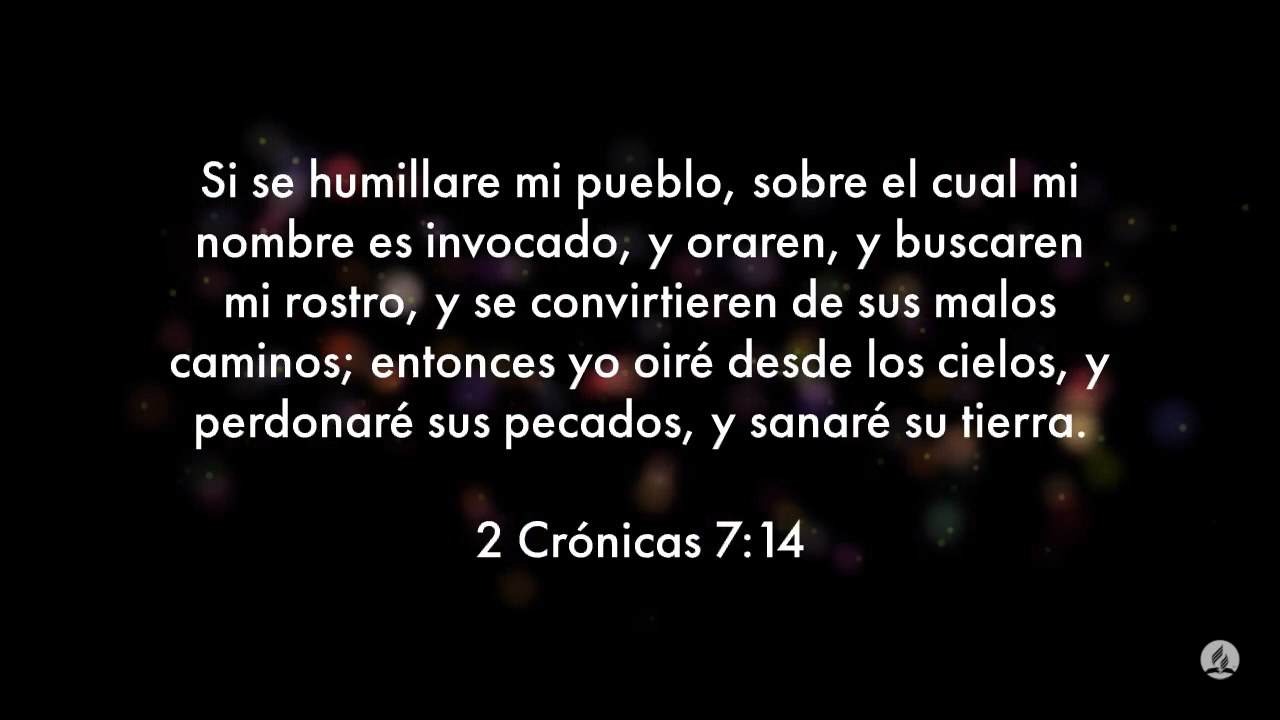 Si se humillare mi pueblo, sobre el cual mi
nombre es invocado, y oraren, y buscaren
mi rostro, y se convirtieren de sus malos
caminos; entonces yo oiré desde los cielos, y
perdonaré sus pecados, y sanaré su tierra.
2 Crónicas 7:14